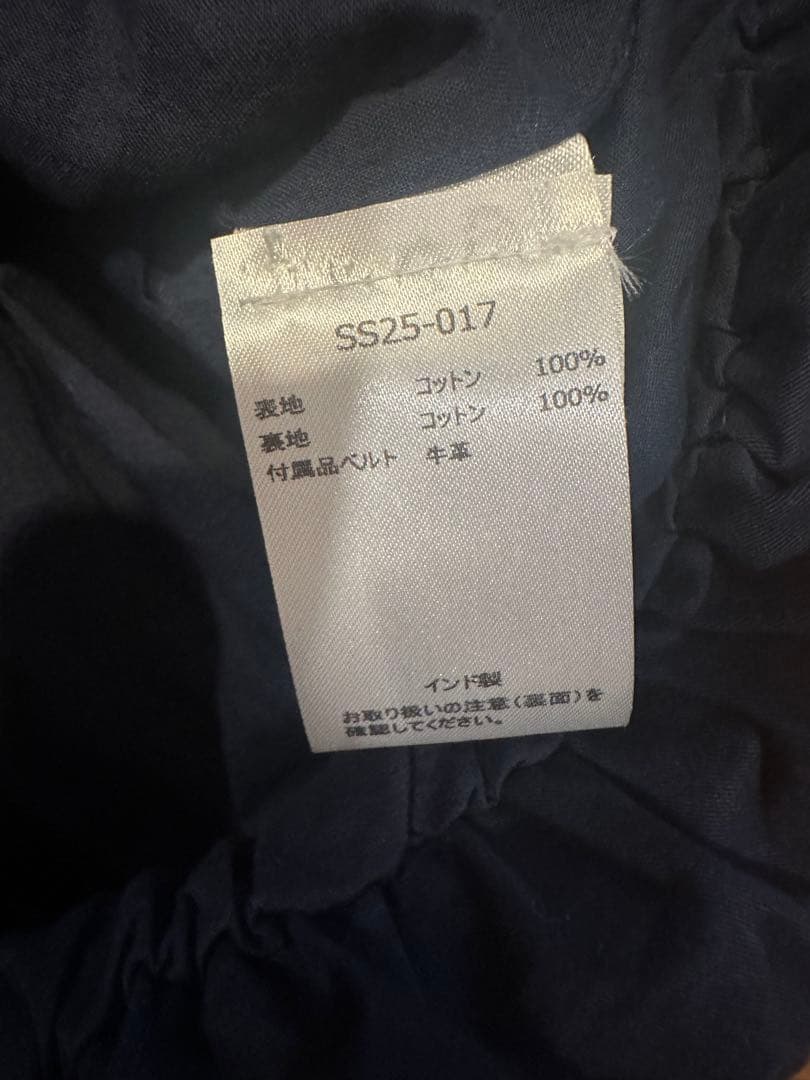 SS25-017
表地 コットン 100%
裏地 コットン 100%
付属品ベルト 牛革
インド製
お取り扱いの注意(裏面)を
確認してください。